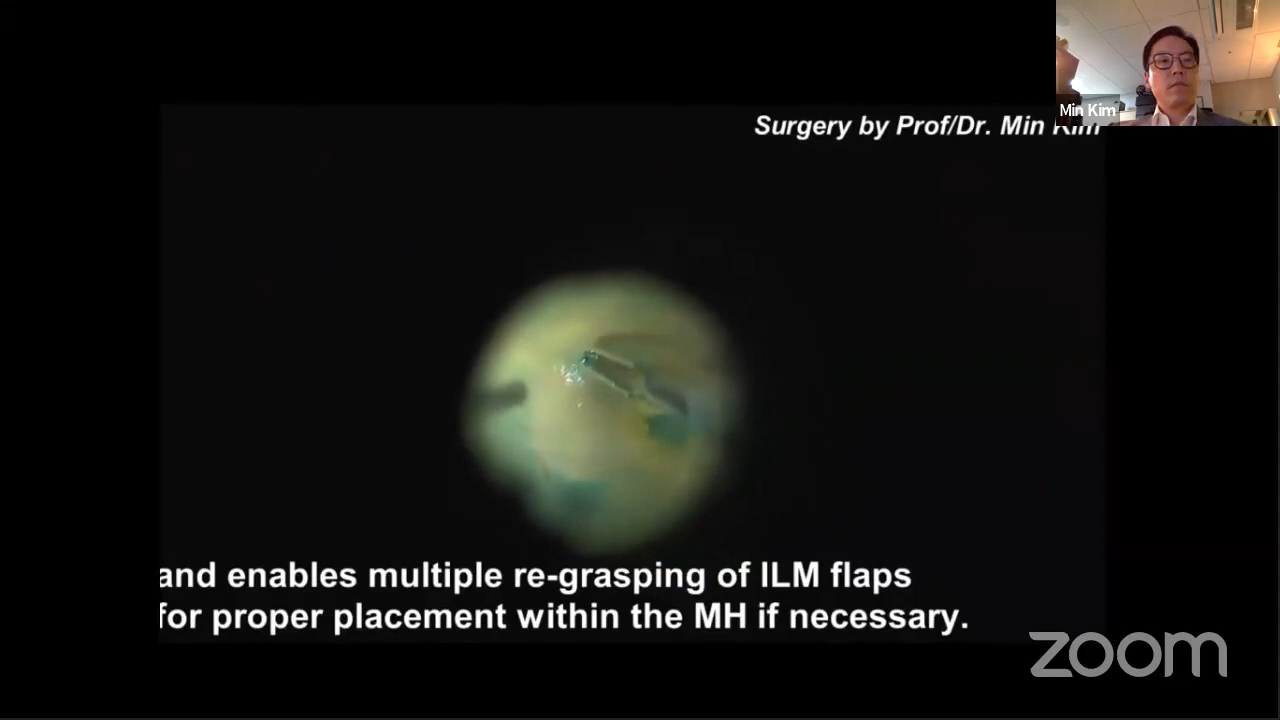 Surgery by Prof/Dr. Min Kim
Min Kim
and enables multiple re-grasping of ILM flaps
for proper placement within the MH if necessary.
zoom